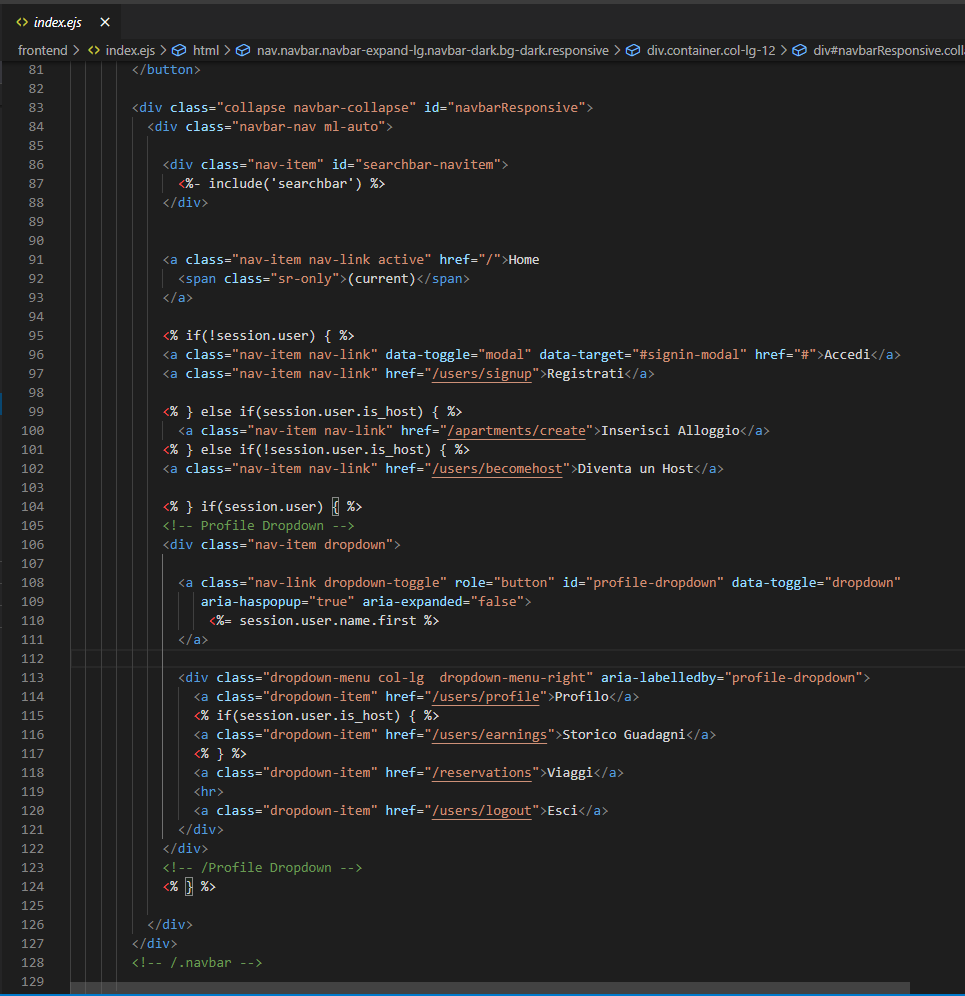 index.ejs
frontend > index.ejs > html > nav.navbar.navbar-expand-lg.navbar-dark.bg-dark.responsive > div.container.col-lg-12 > div#navbarResponsive.coll
81 </button>
82
83 <div class="collapse navbar-collapse" id="navbarResponsive">
84 <div class="navbar-nav ml-auto">
85
86 <div class="nav-item" id="searchbar-navitem">
87 <%- include('searchbar') %>
88 </div>
89
90
91 <a class="nav-item nav-link active" href="/">Home
92 <span class="sr-only">(current)</span>
93 </a>
94
95 <% if(!session.user) { %>
96 <a class="nav-item nav-link" data-toggle="modal" data-target="#signin-modal" href="#">Accedi</a>
97 <a class="nav-item nav-link" href="/users/signup">Registrati</a>
98
99 <% } else if(session.user.is_host) { %>
100 <a class="nav-item nav-link" href="/apartments/create">Inserisci Alloggio</a>
101 <% } else if(!session.user.is_host) { %>
102 <a class="nav-item nav-link" href="/users/becomehost">Diventa un Host</a>
103
104 <% } if(session.user) { %>
105 <!-- Profile Dropdown -->
106 <div class="nav-item dropdown">
107
108 <a class="nav-link dropdown-toggle" role="button" id="profile-dropdown" data-toggle="dropdown"
109 aria-haspopup="true" aria-expanded="false">
110 <%= session.user.name.first %>
111 </a>
112
113 <div class="dropdown-menu col-lg  dropdown-menu-right" aria-labelledby="profile-dropdown">
114 <a class="dropdown-item" href="/users/profile">Profilo</a>
115 <% if(session.user.is_host) { %>
116 <a class="dropdown-item" href="/users/earnings">Storico Guadagni</a>
117 <% } %>
118 <a class="dropdown-item" href="/reservations">Viaggi</a>
119 <hr>
120 <a class="dropdown-item" href="/users/logout">Esci</a>
121 </div>
122 </div>
123 <!-- /Profile Dropdown -->
124 <% } %>
125
126 </div>
127 </div>
128 <!-- /.navbar -->
129